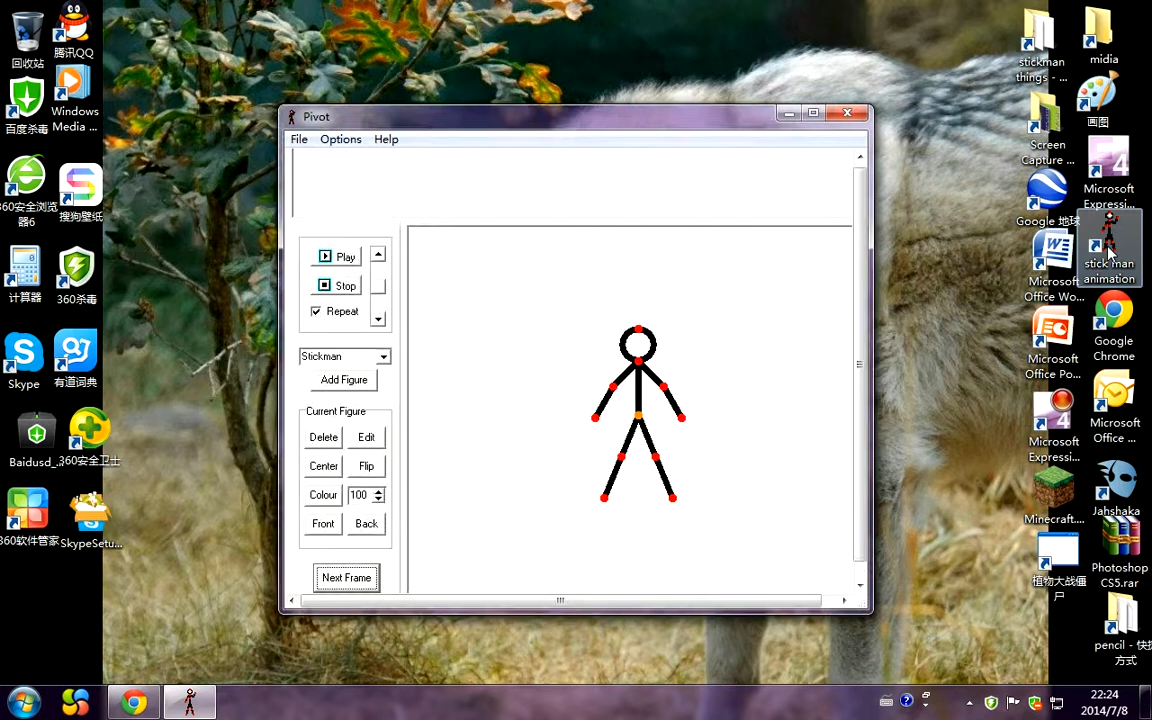 回收站
腾讯QQ
百度杀毒
Windows
Media ...
360安全浏览
器6
搜狗壁纸
计算器
360杀毒
Skype
有道词典
Baidusd_...
360安全卫士
360软件管家
SkypeSetu...
Pivot
File
Options
Help
Play
Stop
Repeat
Stickman
Add Figure
Current Figure
Delete
Edit
Center
Flip
Colour
100
Front
Back
Next Frame
stickman
things - ...
midia
Screen
Capture ...
画图
Google 地球
Microsoft
Expressi...
Microsoft
Office Wo...
stick man
animation
Microsoft
Office Po...
Google
Chrome
Microsoft
Expressi...
Microsoft
Office ...
Minecraft....
Jahshaka
植物大战僵
尸
Photoshop
CS5.rar
pencil - 快捷
方式
22:24
2014/7/8